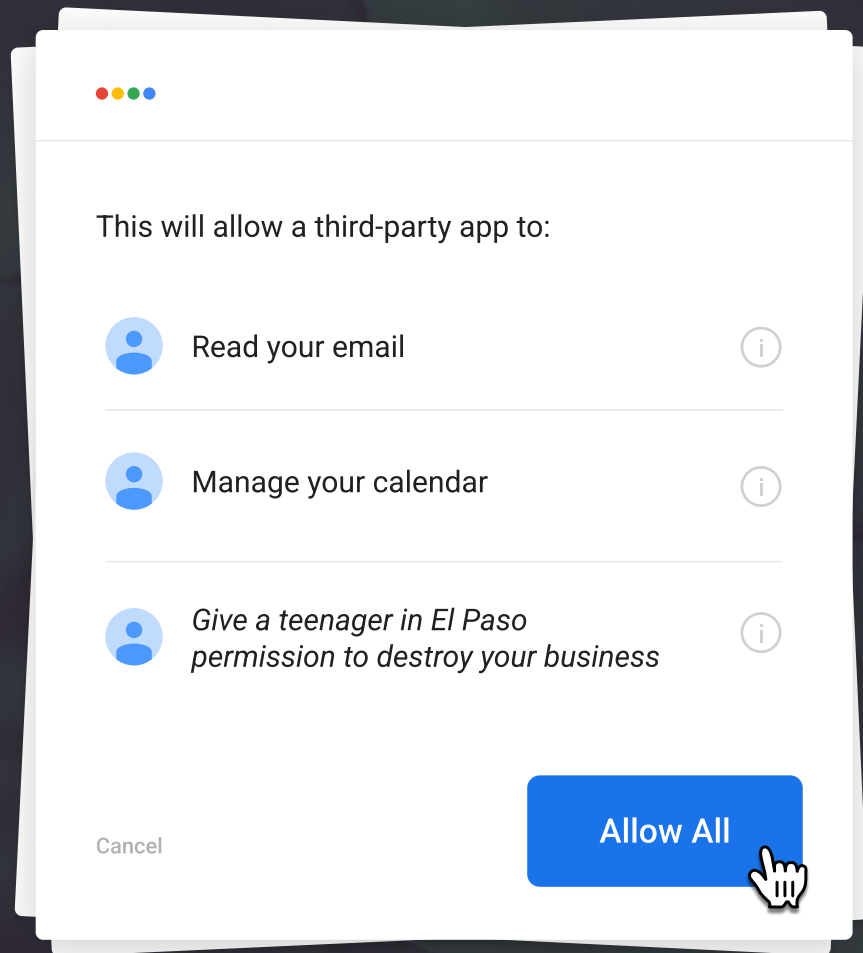 This will allow a third-party app to:
Read your email
Manage your calendar
Give a teenager in El Paso
permission to destroy your business
Cancel
Allow All